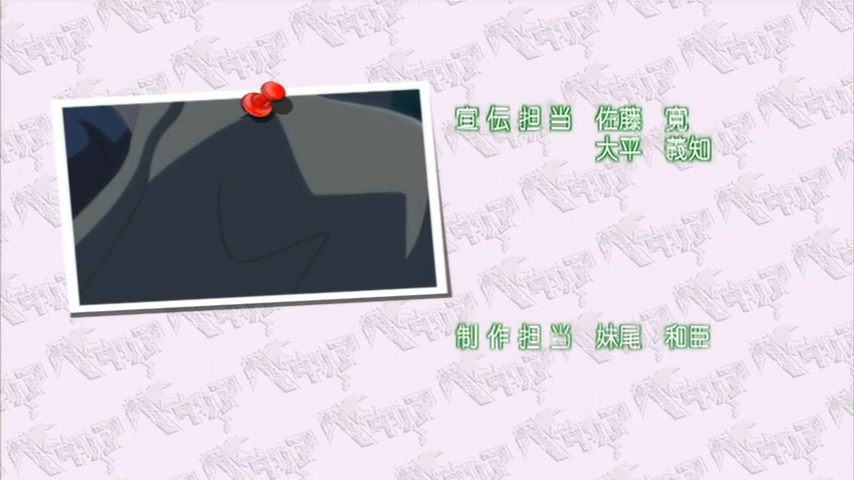 宣伝担当 佐藤 寛
大平 義知
制作担当 妹尾 和臣